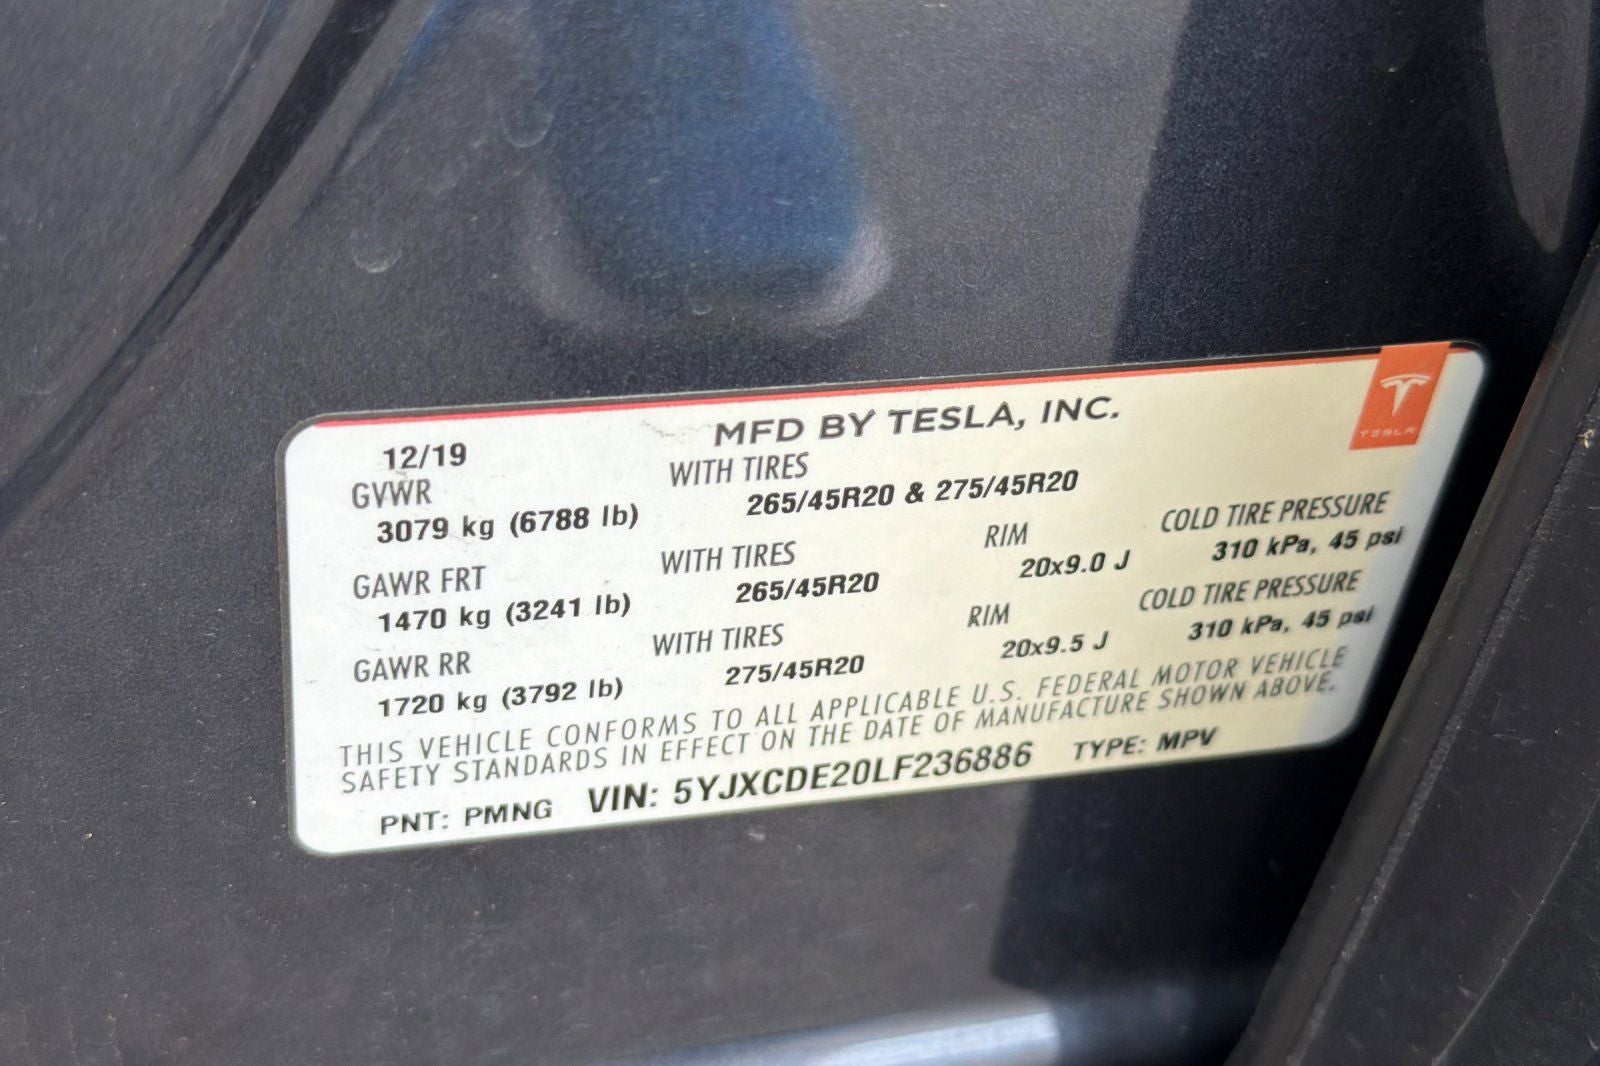 MFD BY TESLA, INC.
TESLA
12/19
GVWR WITH TIRES
3079 kg (6788 lb) 265/45R20 & 275/45R20
GAWR FRT WITH TIRES RIM COLD TIRE PRESSURE
1470 kg (3241 lb) 265/45R20 20x9.0 J 310 kPa, 45 psi
GAWR RR WITH TIRES RIM COLD TIRE PRESSURE
1720 kg (3792 lb) 275/45R20 20x9.5 J 310 kPa, 45 psi
THIS VEHICLE CONFORMS TO ALL APPLICABLE U.S. FEDERAL MOTOR VEHICLE
SAFETY STANDARDS IN EFFECT ON THE DATE OF MANUFACTURE SHOWN ABOVE.
PNT: PMNG VIN: 5YJXCDE20LF236886 TYPE: MPV